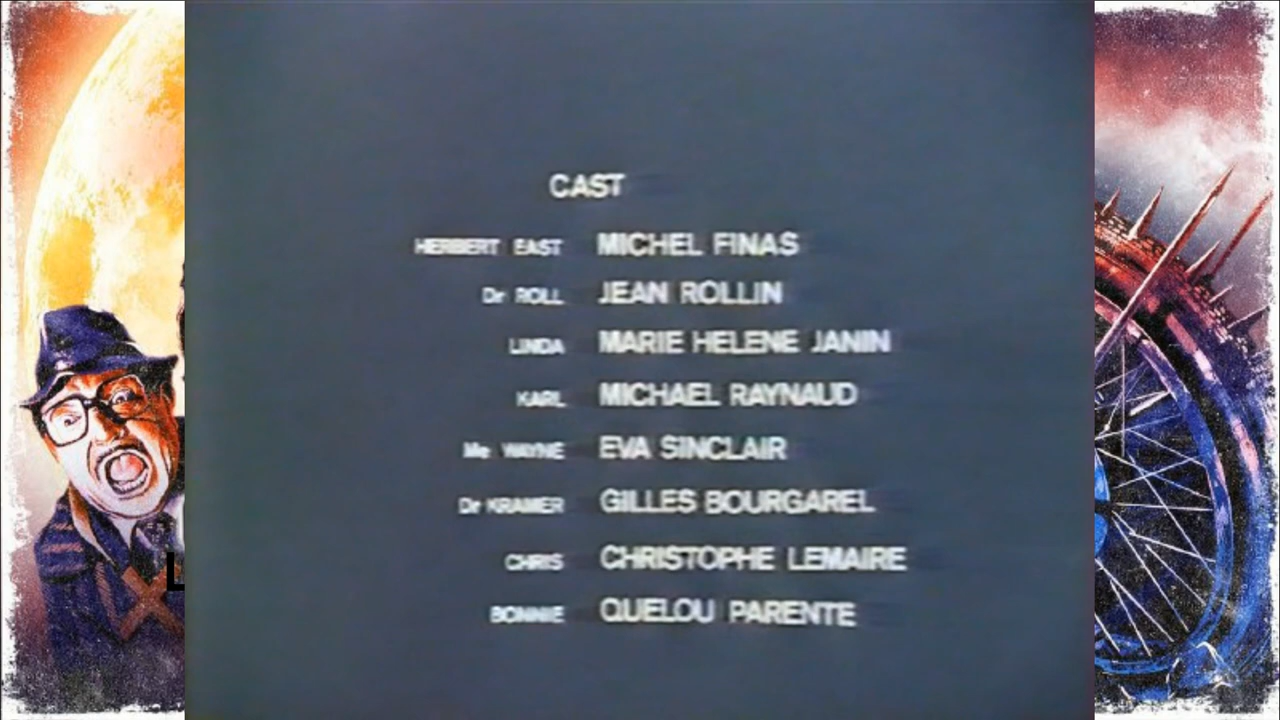 CAST
HERBERT EAST MICHEL FINAS
Dr ROLL JEAN ROLLIN
LINDA MARIE HELENE JANIN
KARL MICHAEL RAYNAUD
Me WAYNE EVA SINCLAIR
Dr KRAMER GILLES BOURGAREL
CHRIS CHRISTOPHE LEMAIRE
BONNIE QUELOU PARENTE
L